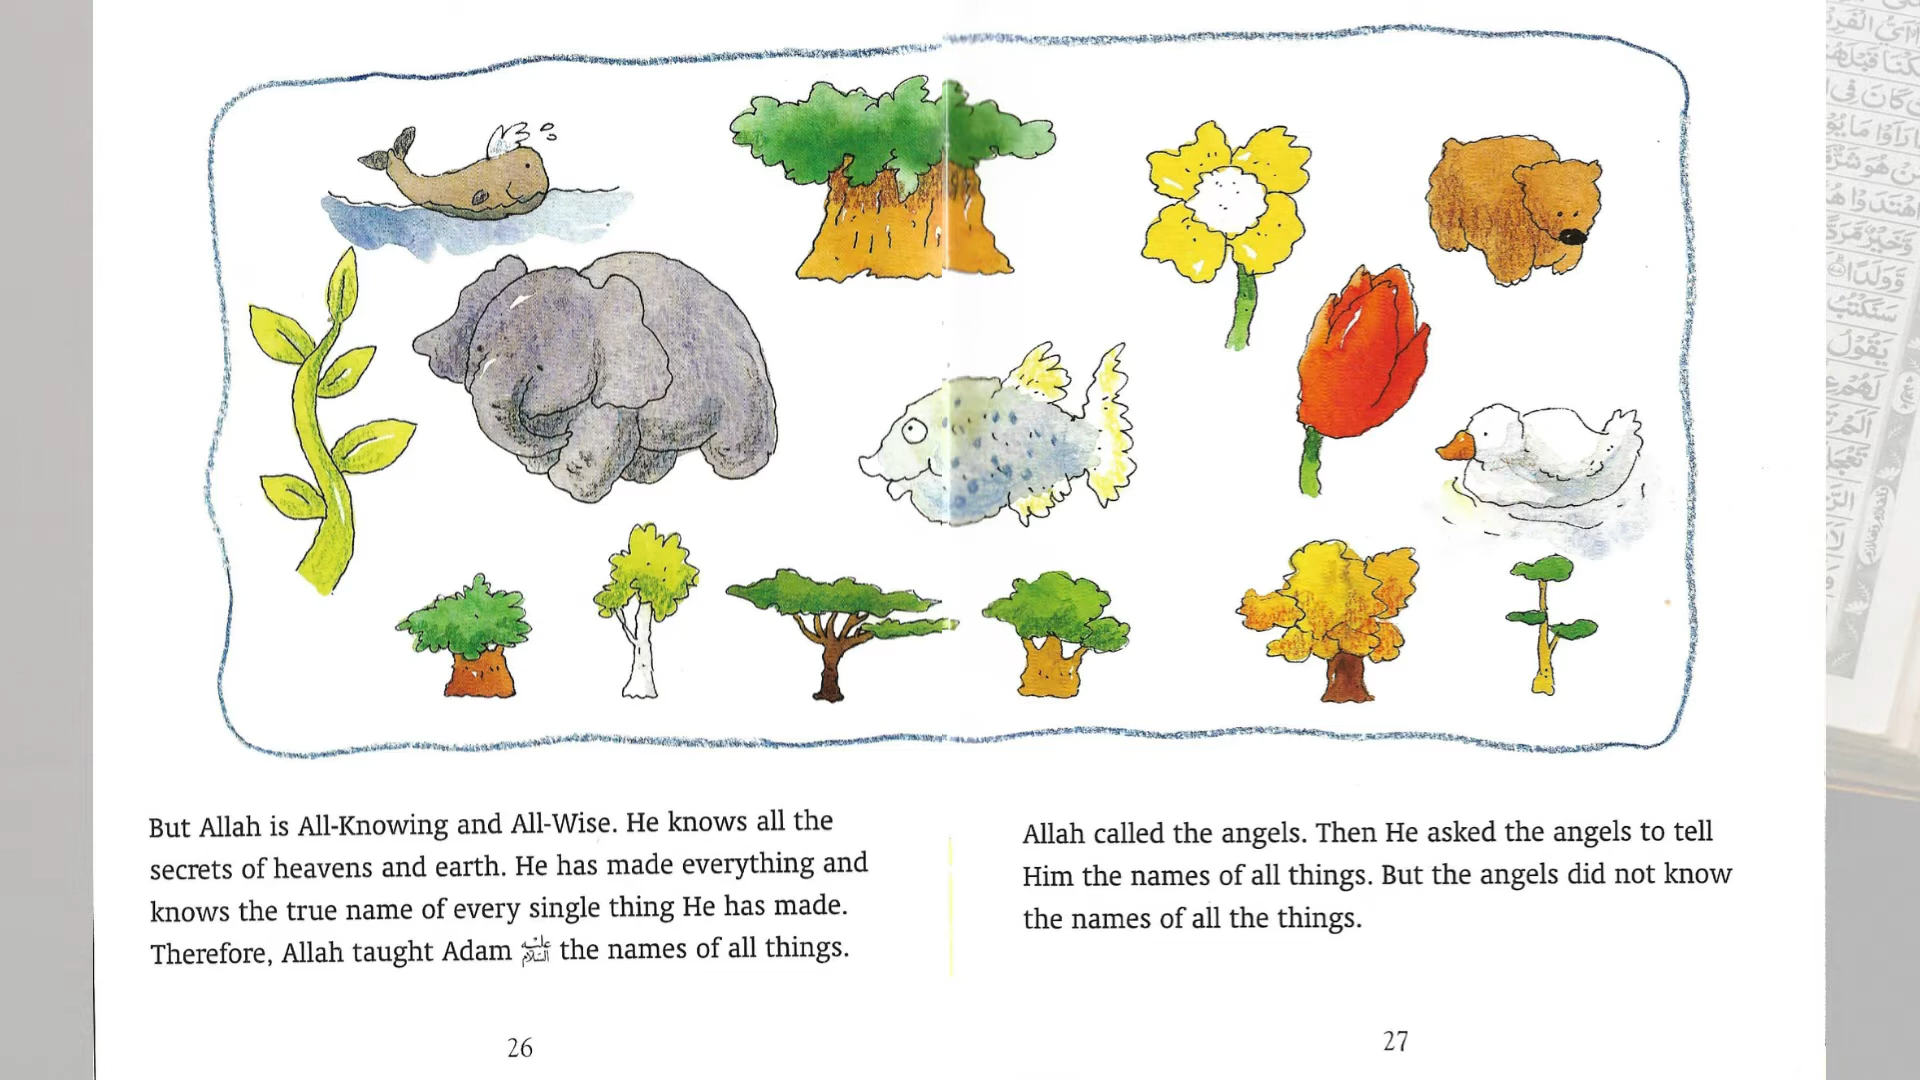 But Allah is All-Knowing and All-Wise. He knows all the
secrets of heavens and earth. He has made everything and
knows the true name of every single thing He has made.
Therefore, Allah taught Adam عليه السلام the names of all things.
26
Allah called the angels. Then He asked the angels to tell
Him the names of all things. But the angels did not know
the names of all the things.
27